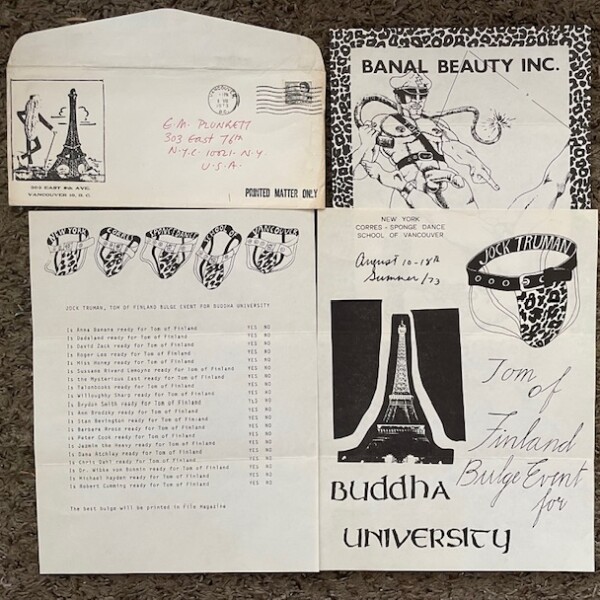 VANCOUVER
1973
B.C.
G.M. PLUNKETT
303 East 76th
N.Y.C. 10021. N.Y
U.S.A.
VANCOUVER 10, B.C.
PRINTED MATTER ONLY
BANAL BEAUTY INC.
NEW YORK
CORRES
SPONGE DANCE
SCHOOL OF
VANCOUVER
JOCK TRUMAN, TOM OF FINLAND BULGE EVENT FOR BUDDHA UNIVERSITY
Is Anna Banana ready for Tom of Finland YES NO
Is Dadaland ready for Tom of Finland YES NO
Is David Zack ready for Tom of Finland YES NO
Is Roger Lee ready for Tom of Finland YES NO
Is Miss Honey ready for Tom of Finland YES NO
Is Sussane Rivard Lemoyne ready for Tom of Finland YES NO
Is the Mysterious East ready for Tom of Finland YES NO
Is Talonbooks ready for Tom of Finland YES NO
Is Willoughby Sharp ready for Tom of Finland YES NO
Is Brydon Smith ready for Tom of Finland YES NO
Is Ann Brodsky ready for Tom of Finland YES NO
Is Stan Bevington ready for Tom of Finland YES NO
Is Barbara Brood ready for Tom of Finland YES NO
Is Peter Cook ready for Tom of Finland YES NO
Is Jadmin the Heavy ready for Tom of Finland YES NO
Is Dana Atchley ready for Tom of Finland YES NO
Is Chris Dahl ready for Tom of Finland YES NO
Is Dr. Wibke von Bonnin ready for Tom of Finland YES NO
Is Michael Hayden ready for Tom of Finland YES NO
Is Robert Cumming ready for Tom of Finland YES NO
The best bulge will be printed in File Magazine
NEW YORK
CORRES - SPONGE DANCE
SCHOOL OF VANCOUVER
August 10-18th
Summer/73
JOCK TRUMAN
Tom
of
Finland
Bulge Event
for
BUDDHA
UNIVERSITY